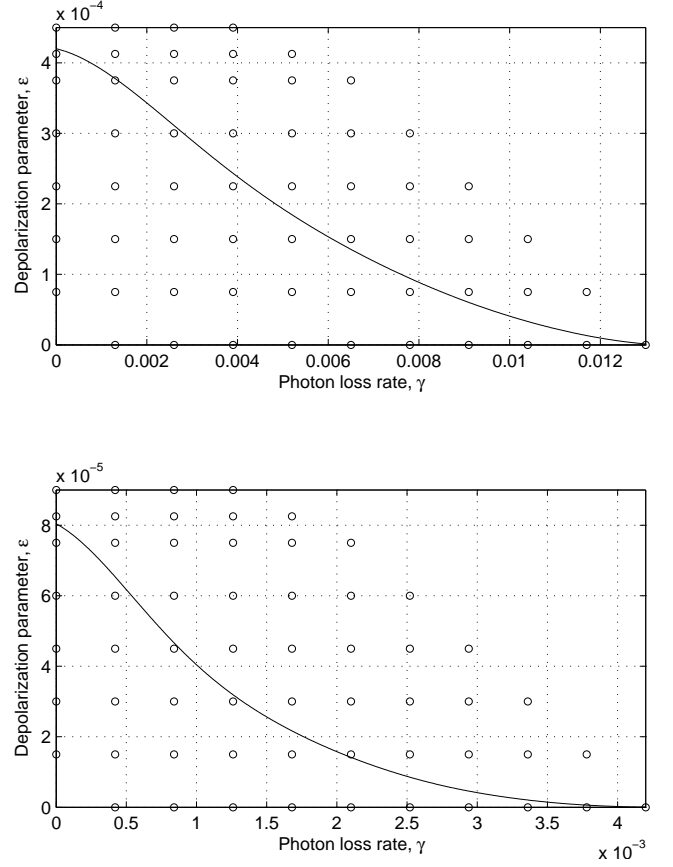 x 10⁻⁴
4
3
2
1
0
Depolarization parameter, ε
0 0.002 0.004 0.006 0.008 0.01 0.012
Photon loss rate, γ
x 10⁻⁵
8
6
4
2
0
Depolarization parameter, ε
0 0.5 1 1.5 2 2.5 3 3.5 4
Photon loss rate, γ
x 10⁻³